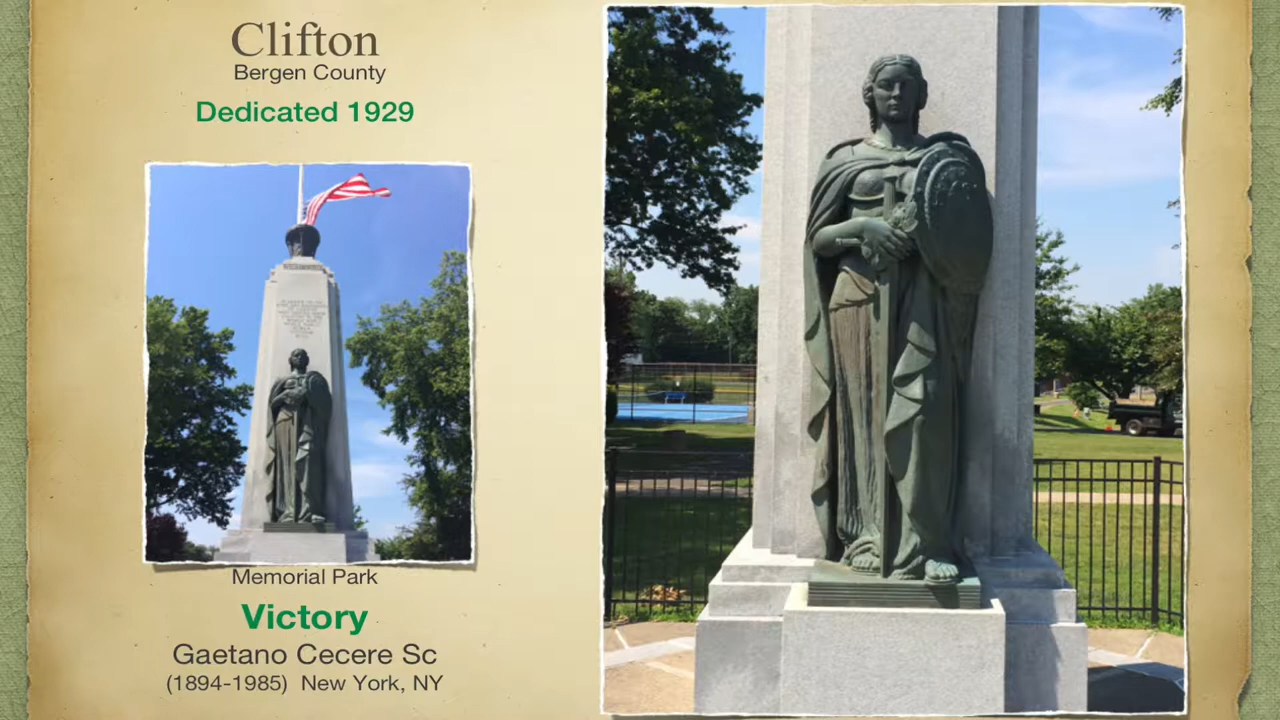 Clifton
Bergen County
Dedicated 1929
Memorial Park
Victory
Gaetano Cecere Sc
(1894-1985) New York, NY